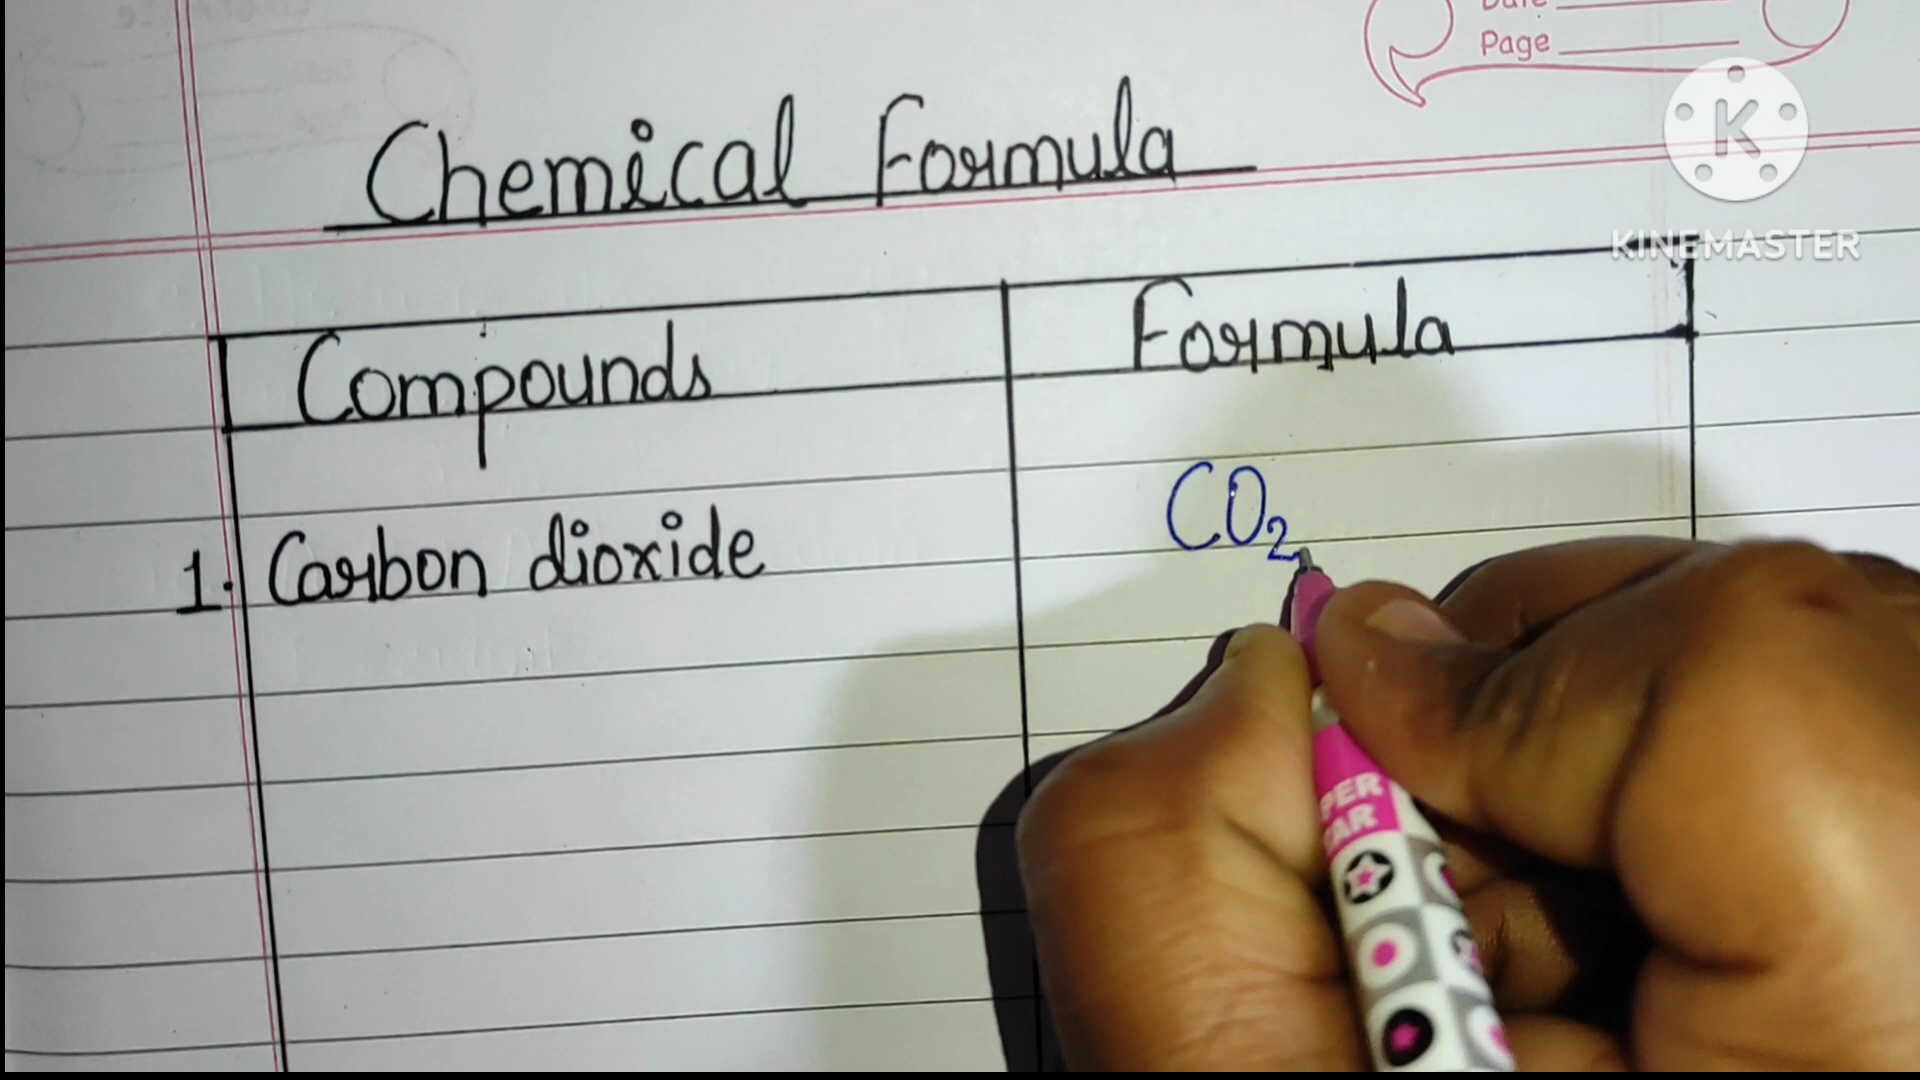 Page
K
Chemical Formula
KINEMASTER
Compounds Formula
1. Carbon dioxide CO₂